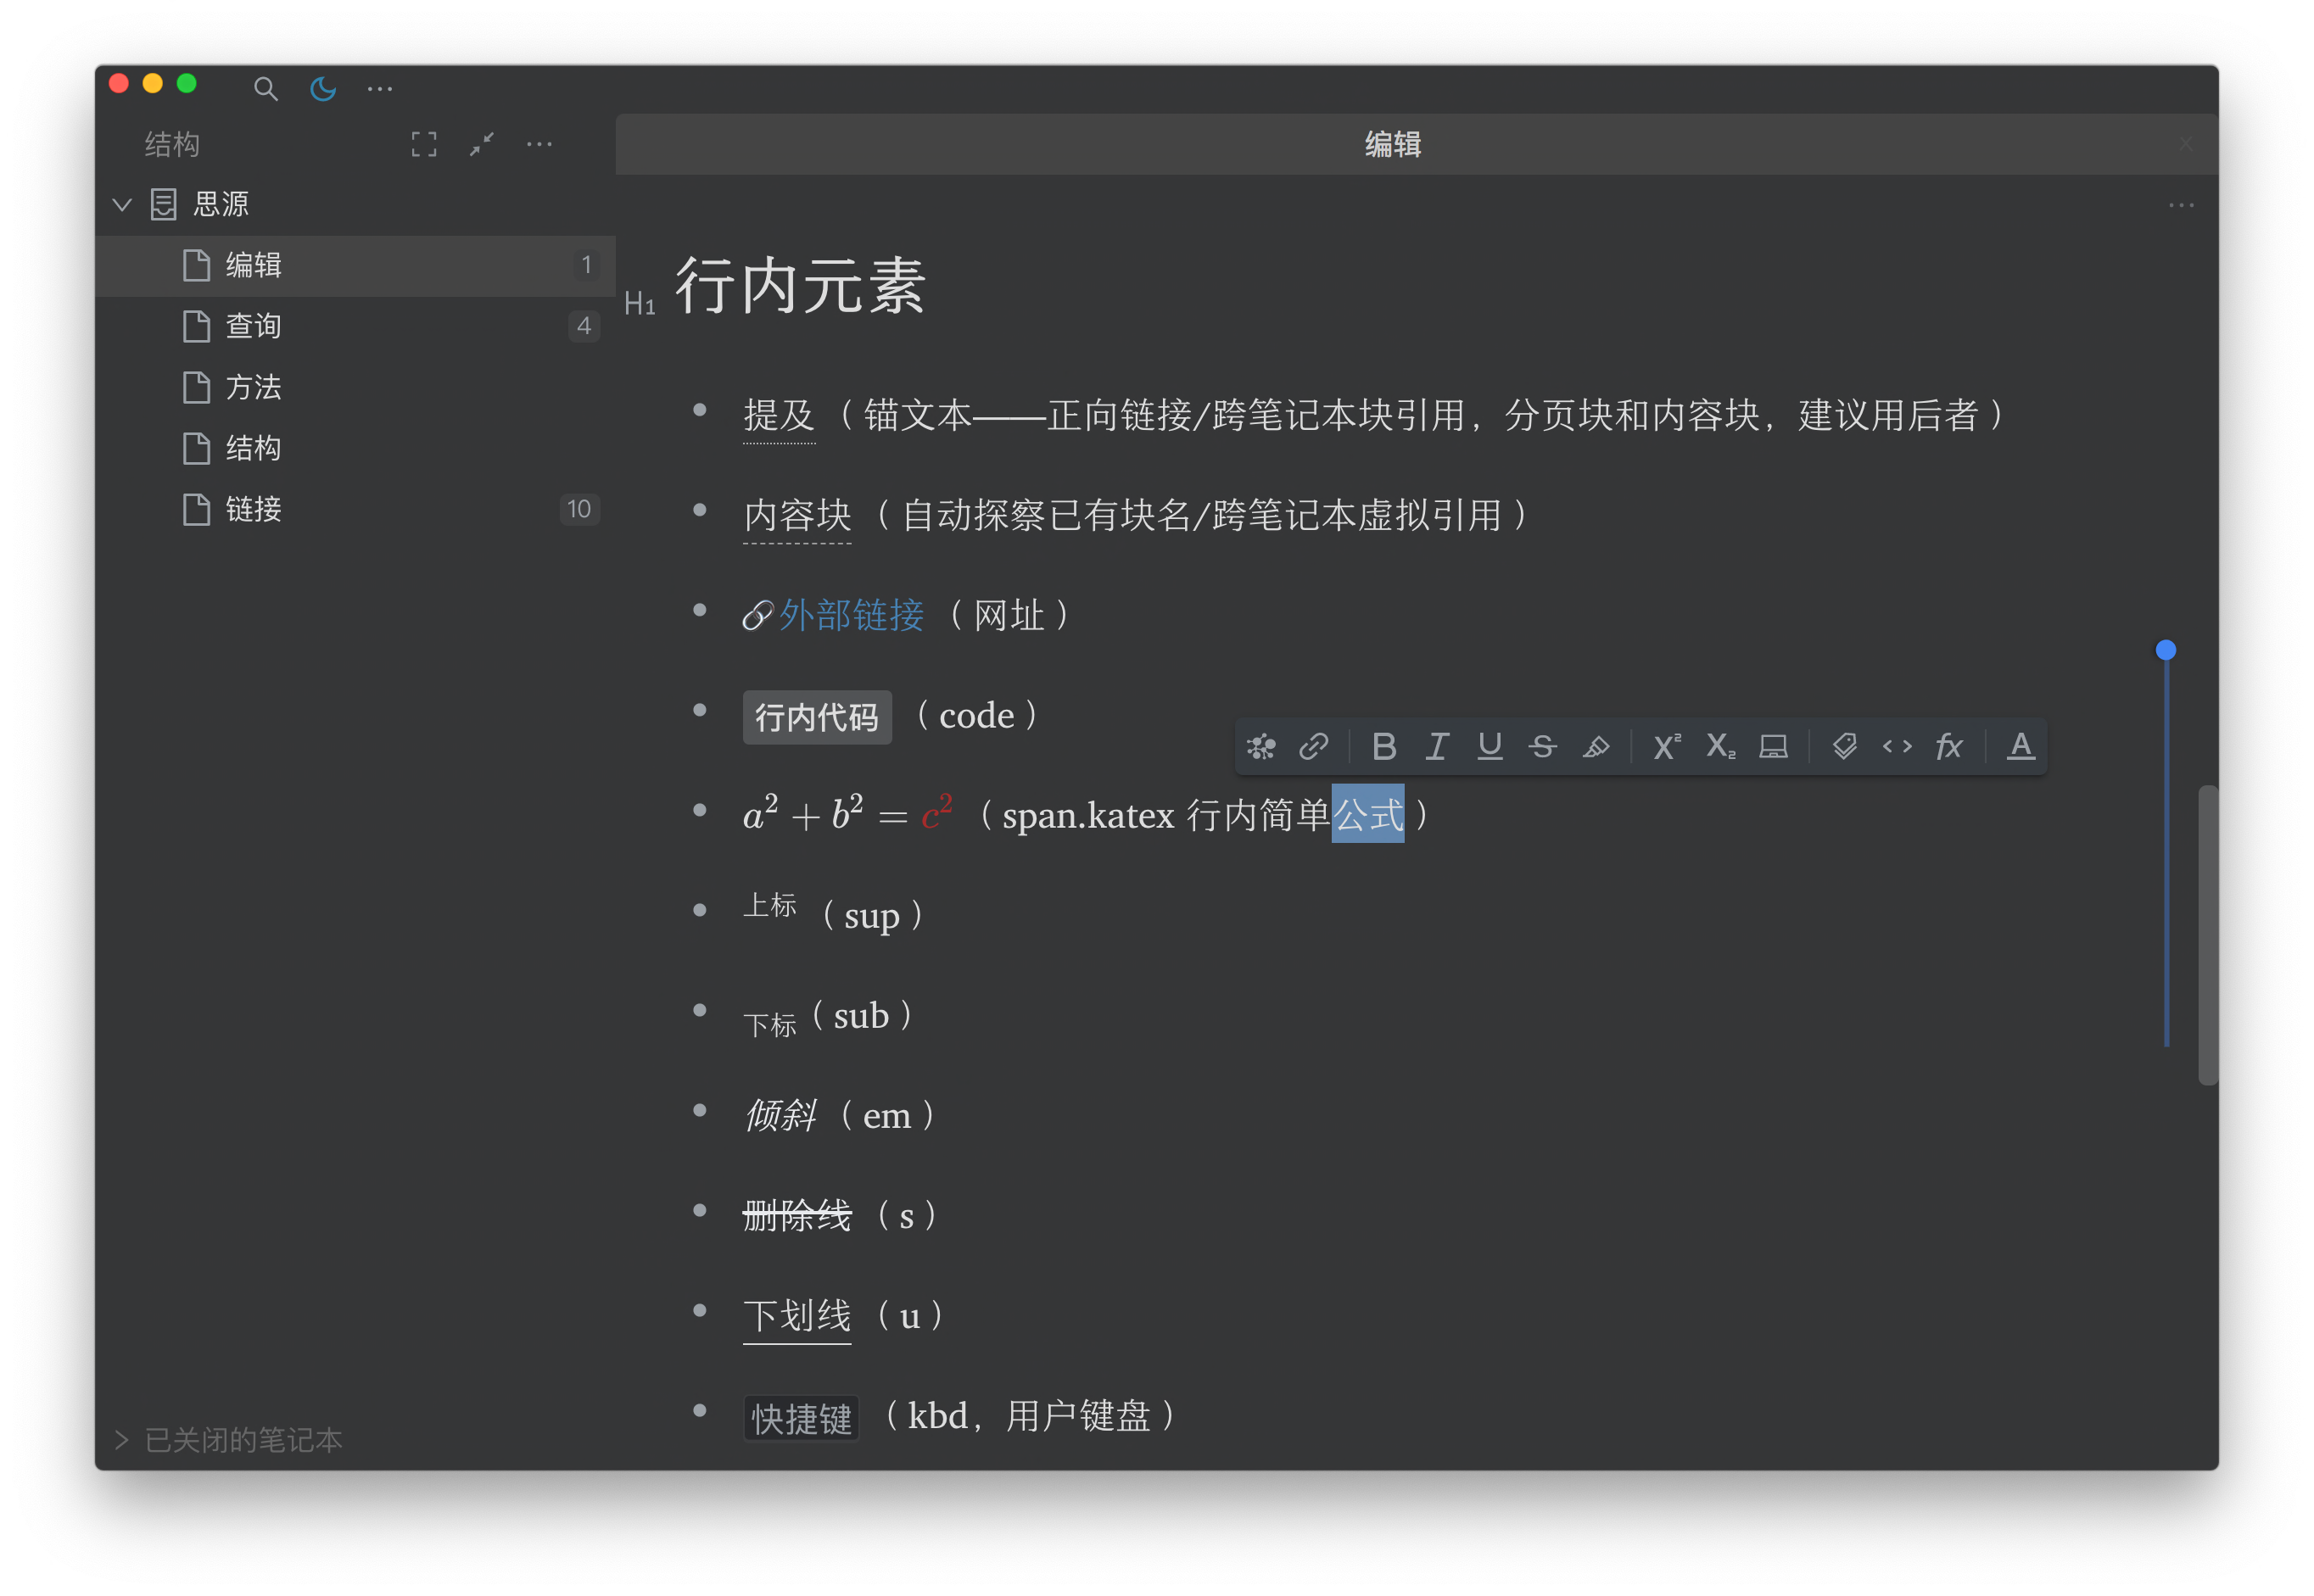 结构
编辑
思源
编辑 1
查询 4
方法
结构
链接 10
已关闭的笔记本
H1 行内元素
提及（锚文本——正向链接/跨笔记本块引用，分页块和内容块，建议用后者）
内容块（自动探察已有块名/跨笔记本虚拟引用）
外部链接（网址）
行内代码（code）
B I U S X² X₂ <> fx A
a² + b² = c²（span.katex 行内简单公式）
上标（sup）
下标（sub）
倾斜（em）
删除线（s）
下划线（u）
快捷键（kbd，用户键盘）